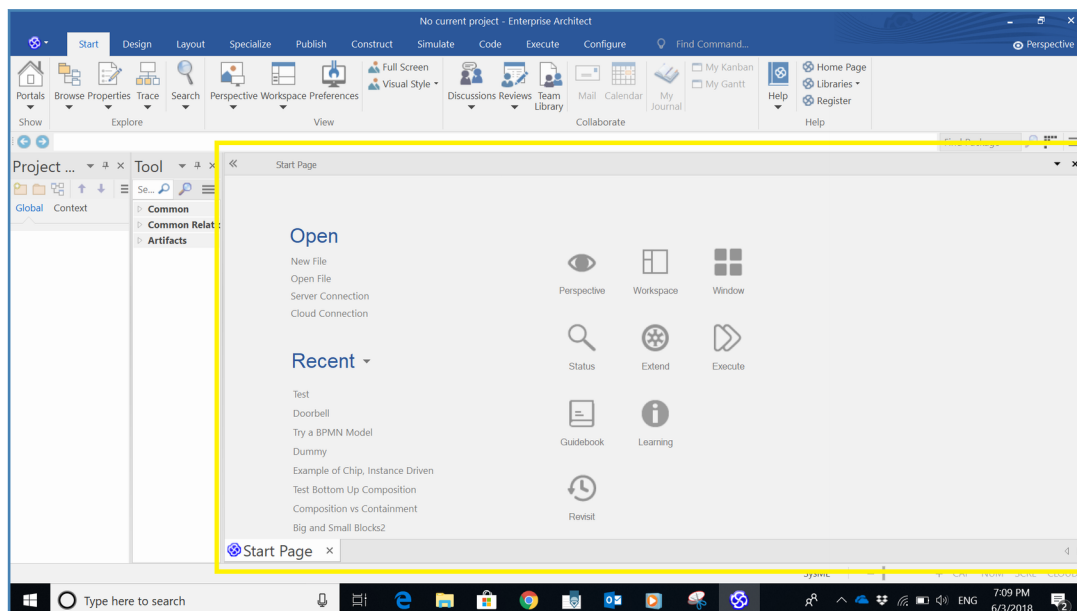 No current project - Enterprise Architect
Start Design Layout Specialize Publish Construct Simulate Code Execute Configure Find Command... Perspective
Portals Browse Properties Trace Search Perspective Workspace Preferences Full Screen Visual Style Discussions Reviews Team Library Mail Calendar My Journal My Kanban My Gantt Help Home Page Libraries Register
Show Explore View Collaborate Help
Project ... Tool Start Page
Se...
Global Context
Common
Common Relat
Artifacts
Open
New File
Open File
Server Connection
Cloud Connection
Perspective Workspace Window
Recent
Status Extend Execute
Test
Doorbell
Try a BPMN Model
Dummy
Guidebook Learning
Example of Chip, Instance Driven
Test Bottom Up Composition
Composition vs Containment
Revisit
Big and Small Blocks2
Start Page
Type here to search
ENG
7:09 PM
6/3/2018
2